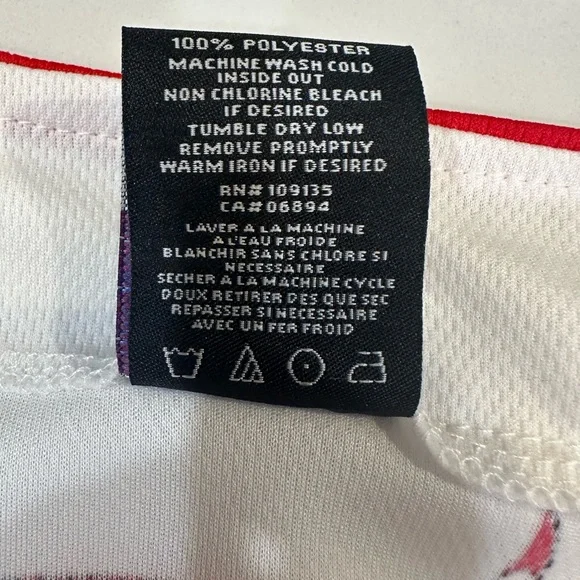 100% POLYESTER
MACHINE WASH COLD
INSIDE OUT
NON CHLORINE BLEACH
IF DESIRED
TUMBLE DRY LOW
REMOVE PROMPTLY
WARM IRON IF DESIRED
RN# 109135
CA# 06894
LAVER A LA MACHINE
A L'EAU FROIDE
BLANCHIR SANS CHLORE SI
NECESSAIRE
SECHER A LA MACHINE CYCLE
DOUX RETIRER DES QUE SEC
REPASSER SI NECESSAIRE
AVEC UN FER FROID